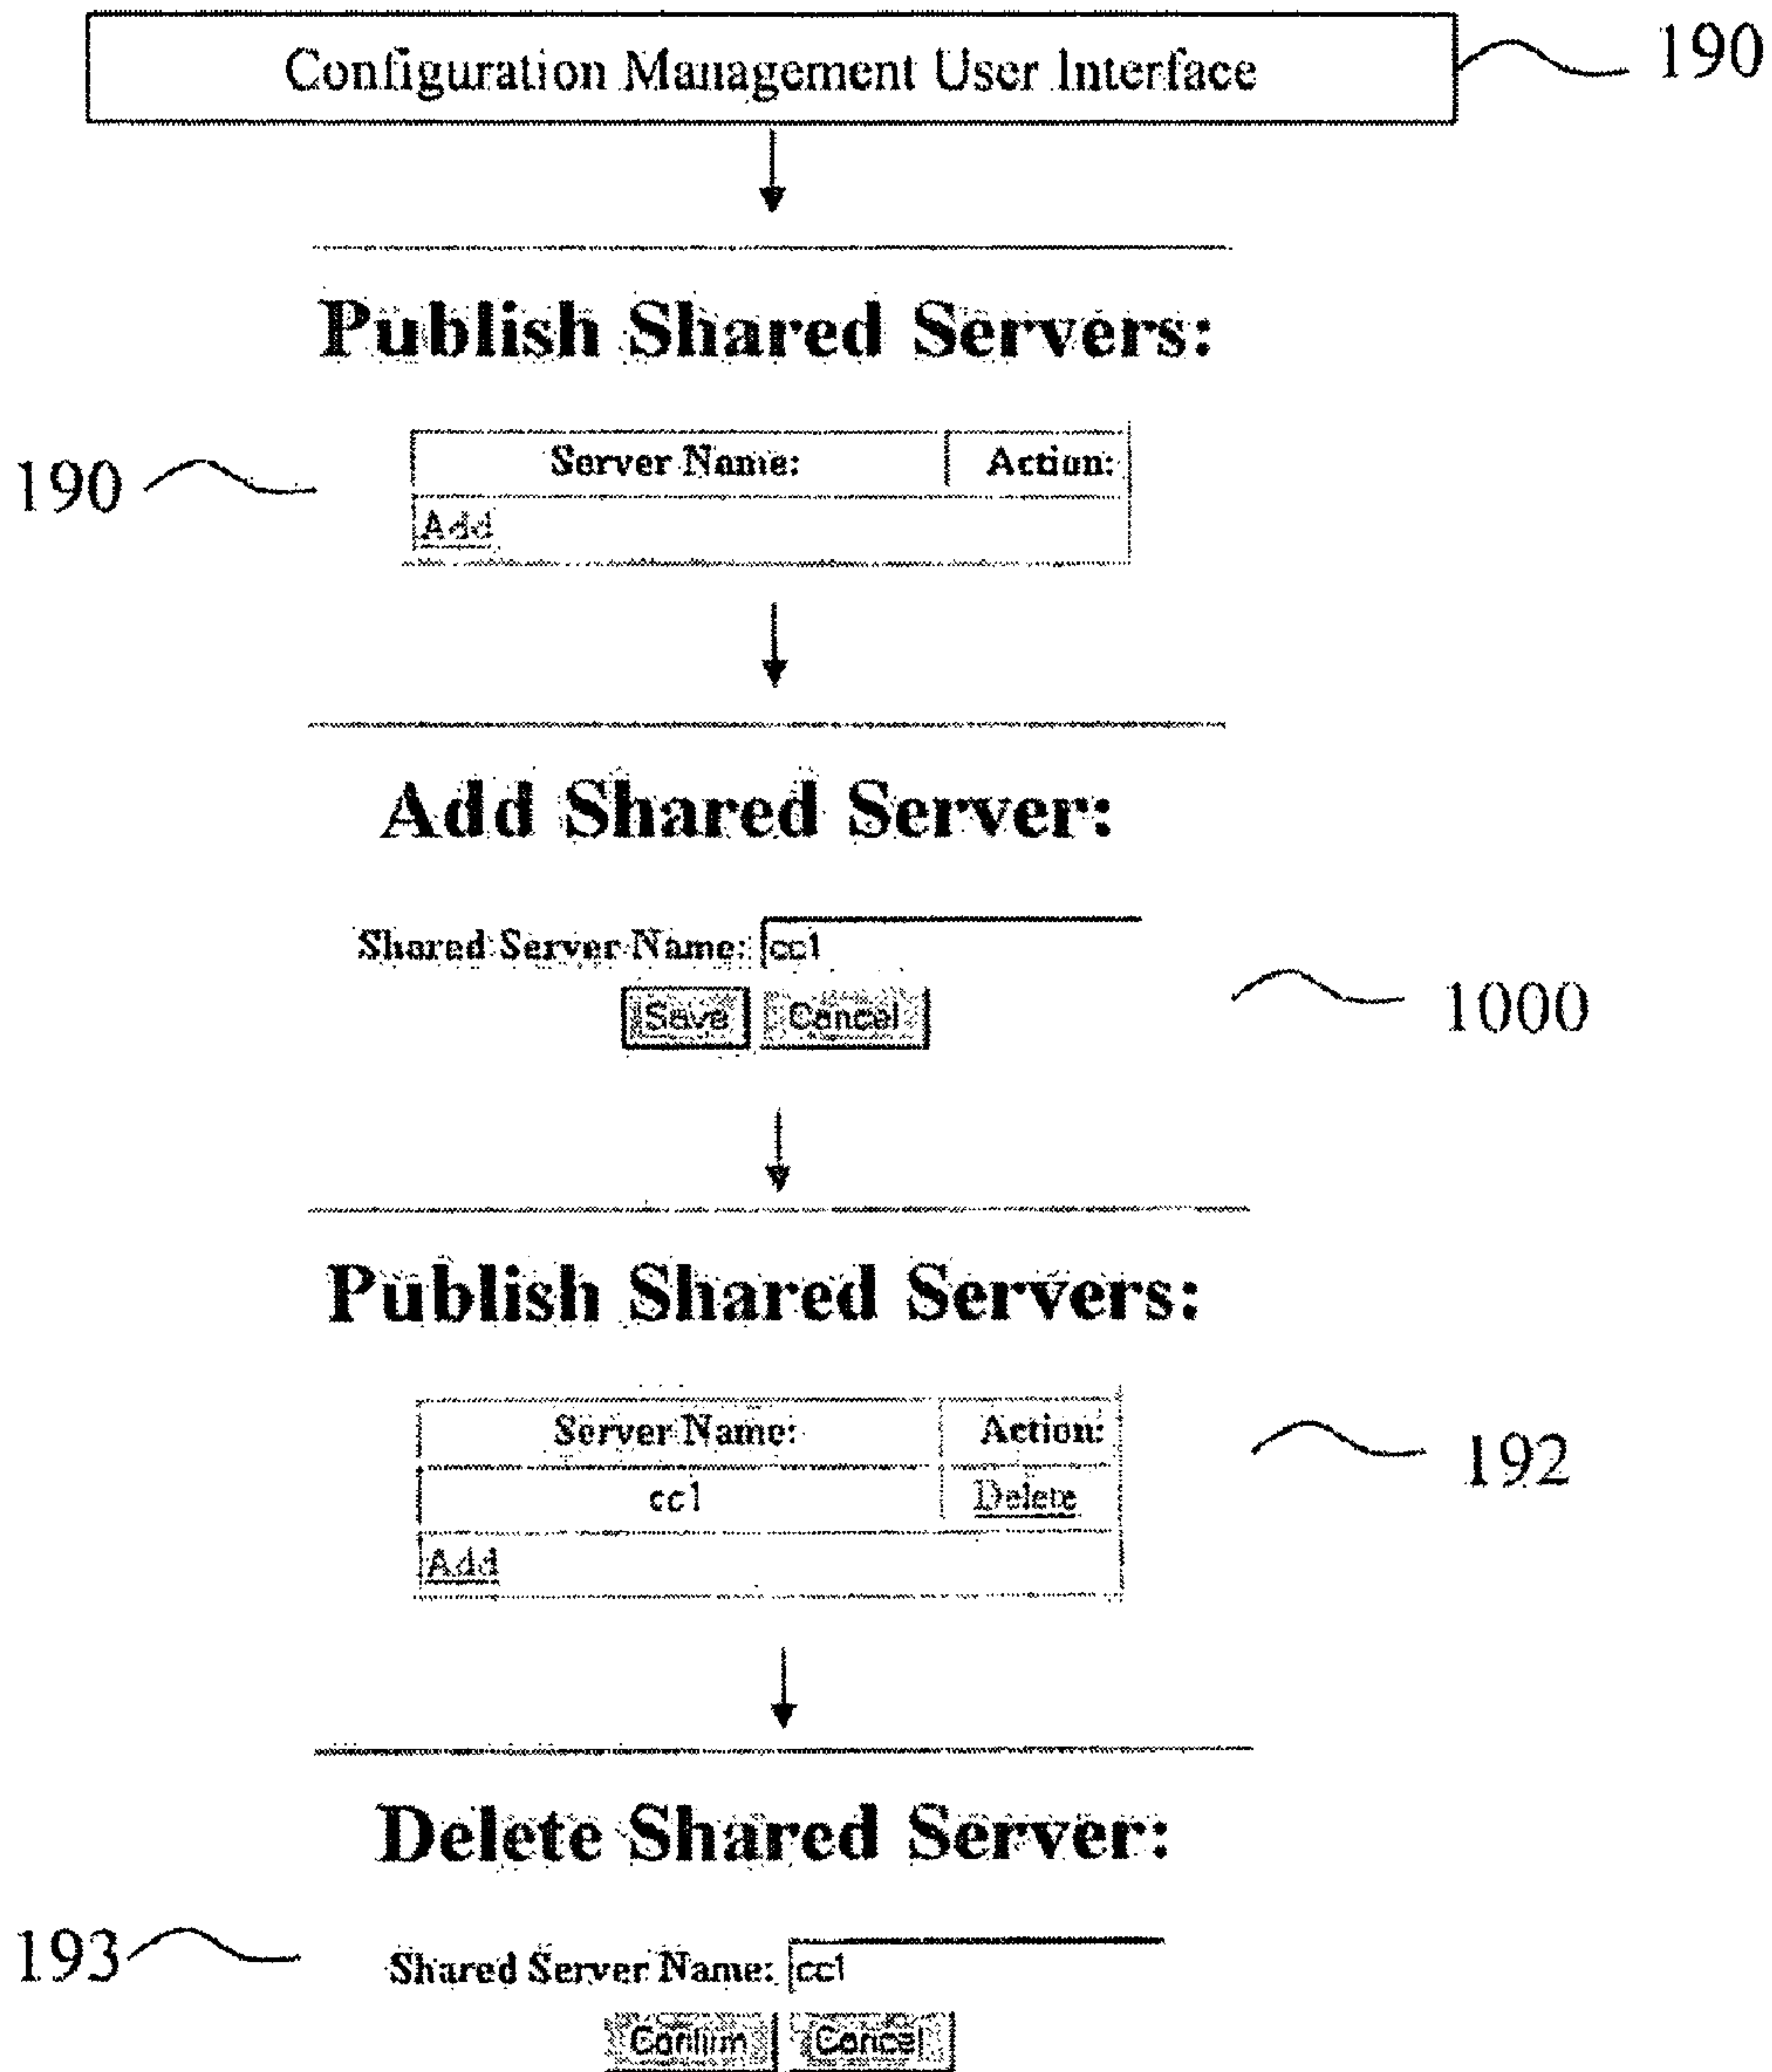 Configuration Management User Interface 190
Publish Shared Servers:
190 Server Name: Action:
Add
Add Shared Server:
Shared Server Name: cc1
Save Cancel 1000
Publish Shared Servers:
Server Name: Action: 192
cc1 Delete
Add
Delete Shared Server:
193 Shared Server Name: cc1
Confirm Cancel